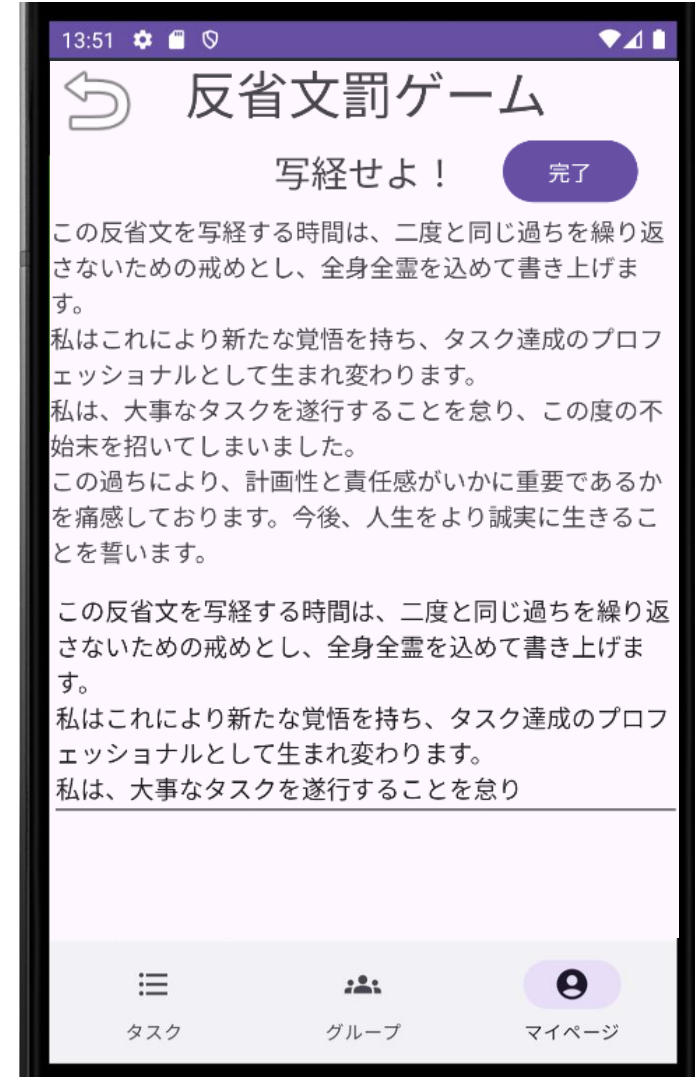 13:51
反省文罰ゲーム
写経せよ！
完了
この反省文を写経する時間は、二度と同じ過ちを繰り返
さないための戒めとし、全身全霊を込めて書き上げま
す。
私はこれにより新たな覚悟を持ち、タスク達成のプロフ
ェッショナルとして生まれ変わります。
私は、大事なタスクを遂行することを怠り、この度の不
始末を招いてしまいました。
この過ちにより、計画性と責任感がいかに重要であるか
を痛感しております。今後、人生をより誠実に生きるこ
とを誓います。
この反省文を写経する時間は、二度と同じ過ちを繰り返
さないための戒めとし、全身全霊を込めて書き上げま
す。
私はこれにより新たな覚悟を持ち、タスク達成のプロフ
ェッショナルとして生まれ変わります。
私は、大事なタスクを遂行することを怠り
タスク
グループ
マイページ